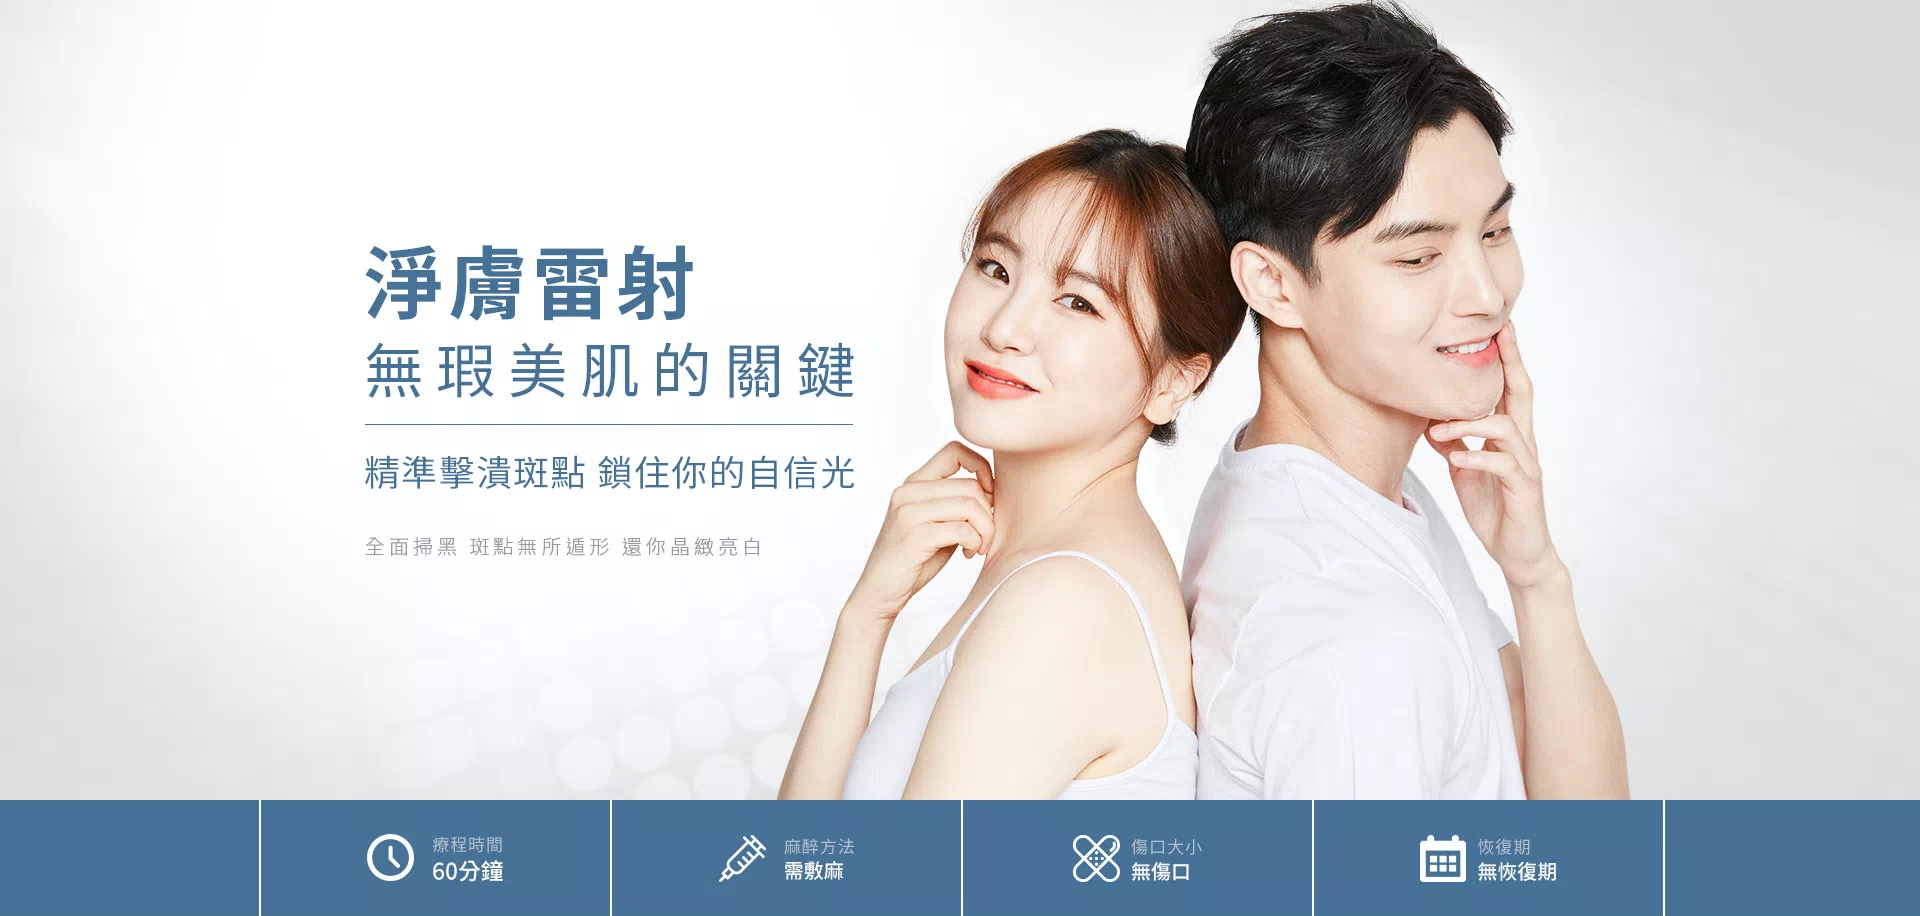 淨膚雷射
無瑕美肌的關鍵
精準擊潰斑點 鎖住你的自信光
全面掃黑 斑點無所遁形 還你晶緻亮白
療程時間
60分鐘
麻醉方法
需敷麻
傷口大小
無傷口
恢復期
無恢復期